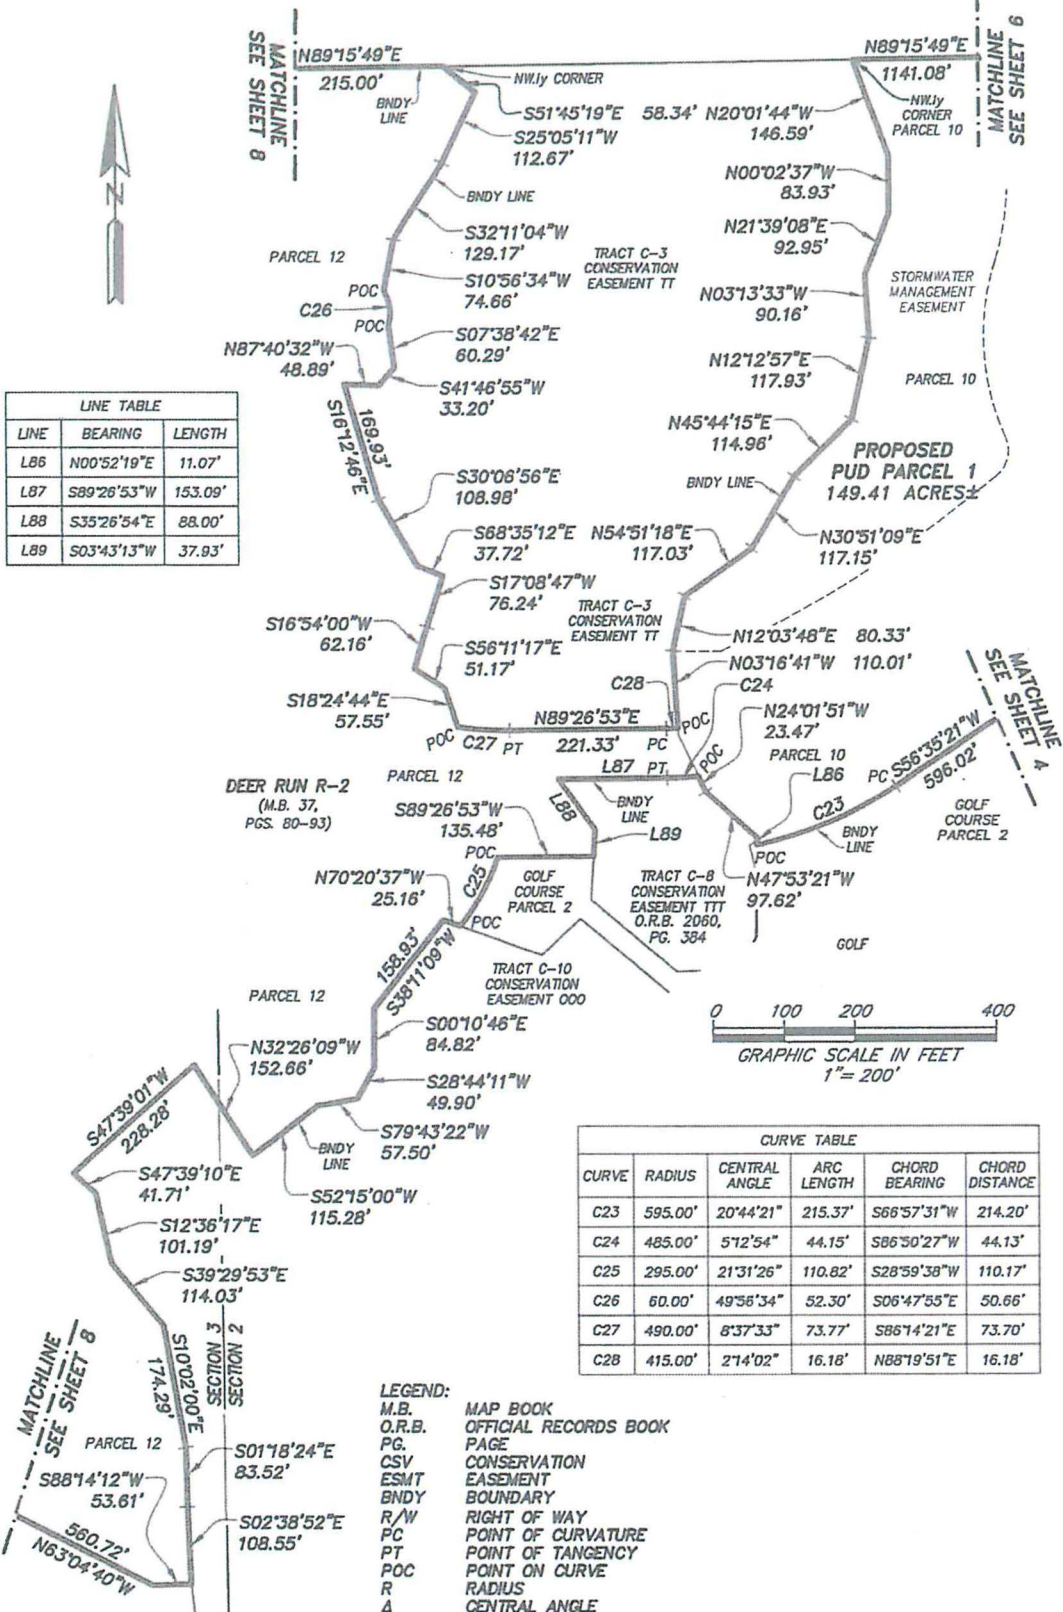 MATCHLINE
SEE SHEET 8
N89°15'49"E
215.00'
BNDY
LINE
NW.ly CORNER
S51°45'19"E 58.34'
S25°05'11"W
112.67'
BNDY LINE
S32°11'04"W
129.17'
S10°56'34"W
74.66'
PARCEL 12
POC
C26
POC
S07°38'42"E
60.29'
N87°40'32"W
48.89'
S41°46'55"W
33.20'
169.93'
S16°12'46"E
S30°06'56"E
108.98'
S68°35'12"E
37.72'
S17°08'47"W
76.24'
S16°54'00"W
62.16'
S56°11'17"E
51.17'
S18°24'44"E
57.55'
POC
C27
PT
N89°26'53"E
221.33'
PC
POC
C28
C24
N89°15'49"E
1141.08'
MATCHLINE
SEE SHEET 6
NW.ly
CORNER
PARCEL 10
N20°01'44"W
146.59'
N00°02'37"W
83.93'
N21°39'08"E
92.95'
N03°13'33"W
90.16'
N12°12'57"E
117.93'
N45°44'15"E
114.96'
BNDY LINE
N30°51'09"E
117.15'
N54°51'18"E
117.03'
N12°03'48"E 80.33'
N03°16'41"W 110.01'
TRACT C-3
CONSERVATION
EASEMENT TT
STORMWATER
MANAGEMENT
EASEMENT
PARCEL 10
PROPOSED
PUD PARCEL 1
149.41 ACRES±
TRACT C-3
CONSERVATION
EASEMENT TT
LINE TABLE
LINE BEARING LENGTH
L86 N00°52'19"E 11.07'
L87 S89°26'53"W 153.09'
L88 S35°26'54"E 88.00'
L89 S03°43'13"W 37.93'
MATCHLINE
SEE SHEET 4
N24°01'51"W
23.47'
POC
PARCEL 10
L86
PC
S56°35'21"W
596.02'
C23
BNDY
LINE
GOLF
COURSE
PARCEL 2
POC
N47°53'21"W
97.62'
GOLF
L87
PT
BNDY
LINE
L88
L89
PARCEL 12
DEER RUN R-2
(M.B. 37,
PGS. 80-93)
S89°26'53"W
135.48'
POC
C25
GOLF
COURSE
PARCEL 2
TRACT C-8
CONSERVATION
EASEMENT TTT
O.R.B. 2060,
PG. 384
N70°20'37"W
25.16'
POC
158.93'
S38°11'09"W
TRACT C-10
CONSERVATION
EASEMENT OOO
PARCEL 12
S00°10'46"E
84.82'
S28°44'11"W
49.90'
S79°43'22"W
57.50'
BNDY
LINE
S52°15'00"W
115.28'
N32°26'09"W
152.66'
S47°39'01"W
228.28'
S47°39'10"E
41.71'
S12°36'17"E
101.19'
S39°29'53"E
114.03'
S10°02'00"E
174.29'
SECTION 3
SECTION 2
MATCHLINE
SEE SHEET 8
PARCEL 12
S01°18'24"E
83.52'
S88°14'12"W
53.61'
S02°38'52"E
108.55'
560.72'
N63°04'40"W
0 100 200 400
GRAPHIC SCALE IN FEET
1"= 200'
CURVE TABLE
CURVE RADIUS CENTRAL ANGLE ARC LENGTH CHORD BEARING CHORD DISTANCE
C23 595.00' 20°44'21" 215.37' S66°57'31"W 214.20'
C24 485.00' 5°12'54" 44.15' S86°50'27"W 44.13'
C25 295.00' 21°31'26" 110.82' S28°59'38"W 110.17'
C26 60.00' 49°56'34" 52.30' S06°47'55"E 50.66'
C27 490.00' 8°37'33" 73.77' S86°14'21"E 73.70'
C28 415.00' 2°14'02" 16.18' N88°19'51"E 16.18'
LEGEND:
M.B. MAP BOOK
O.R.B. OFFICIAL RECORDS BOOK
PG. PAGE
CSV CONSERVATION
ESMT EASEMENT
BNDY BOUNDARY
R/W RIGHT OF WAY
PC POINT OF CURVATURE
PT POINT OF TANGENCY
POC POINT ON CURVE
R RADIUS
Δ CENTRAL ANGLE
N